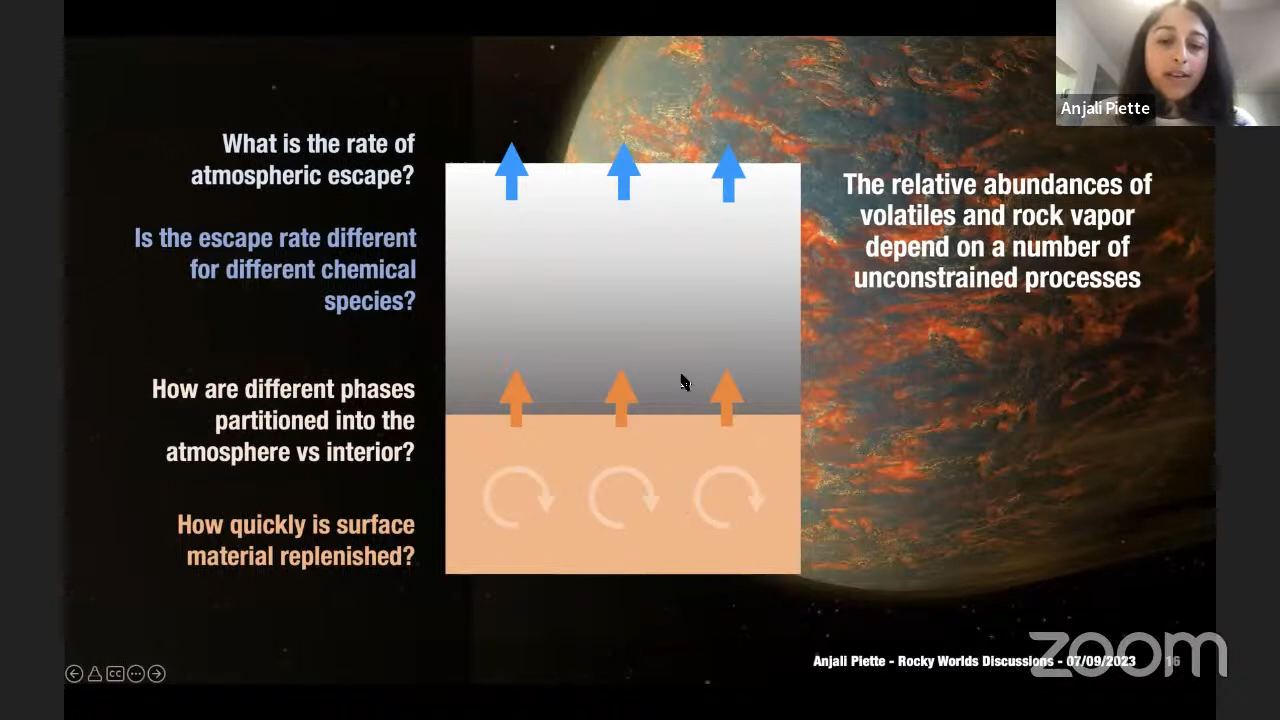 Anjali Piette
What is the rate of
atmospheric escape?
Is the escape rate different
for different chemical
species?
How are different phases
partitioned into the
atmosphere vs interior?
How quickly is surface
material replenished?
The relative abundances of
volatiles and rock vapor
depend on a number of
unconstrained processes
CC
Anjali Piette - Rocky Worlds Discussions - 07/09/2023 16
zoom